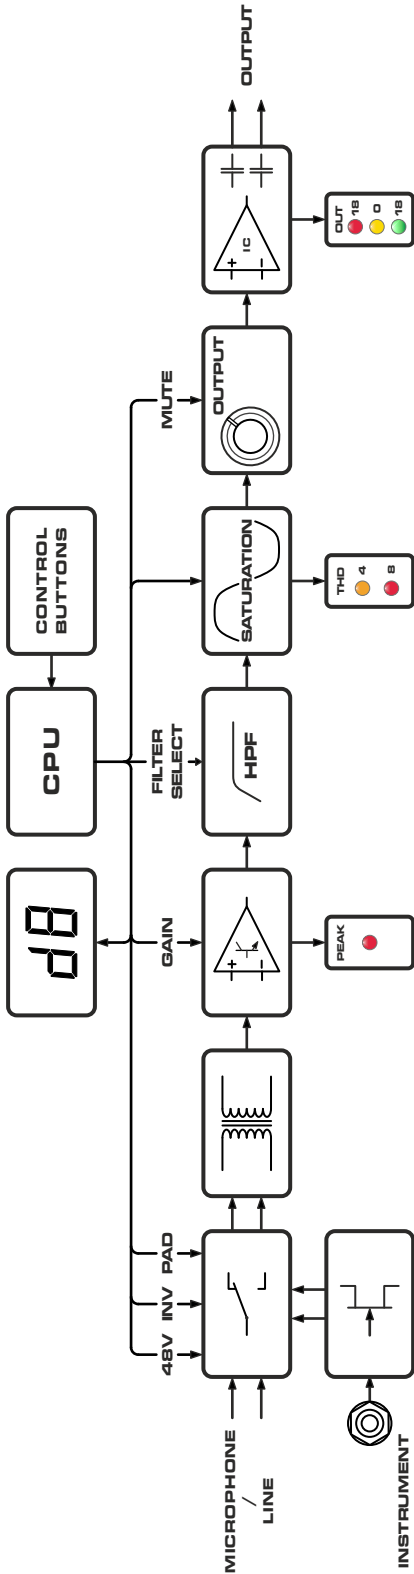 dB
CPU
CONTROL
BUTTONS
48V
INV
PAD
GAIN
FILTER
SELECT
MUTE
MICROPHONE
/
LINE
+
−
HPF
SATURATION
OUTPUT
+
−
IC
OUTPUT
INSTRUMENT
PEAK
THD
4
8
OUT
18
0
18